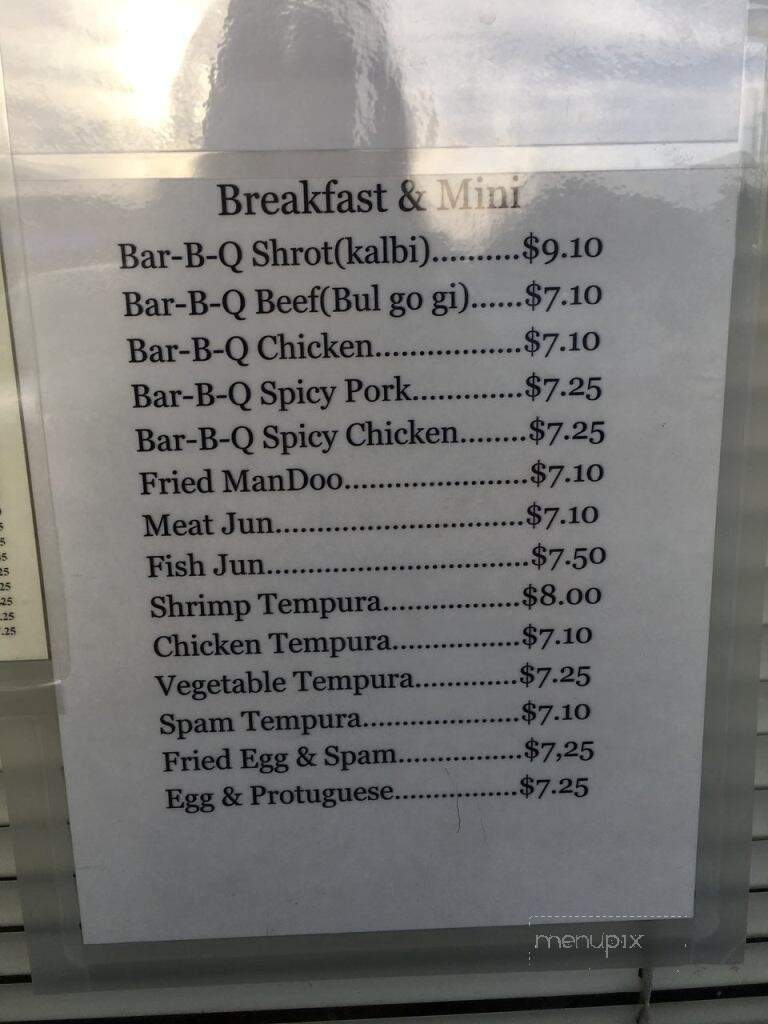 Breakfast & Mini
Bar-B-Q Shrot(kalbi)..........$9.10
Bar-B-Q Beef(Bul go gi)......$7.10
Bar-B-Q Chicken.................$7.10
Bar-B-Q Spicy Pork.............$7.25
Bar-B-Q Spicy Chicken........$7.25
Fried ManDoo......................$7.10
Meat Jun..............................$7.10
Fish Jun................................$7.50
Shrimp Tempura.................$8.00
Chicken Tempura................$7.10
Vegetable Tempura.............$7.25
Spam Tempura....................$7.10
Fried Egg & Spam................$7,25
Egg & Protuguese................$7.25
menupix